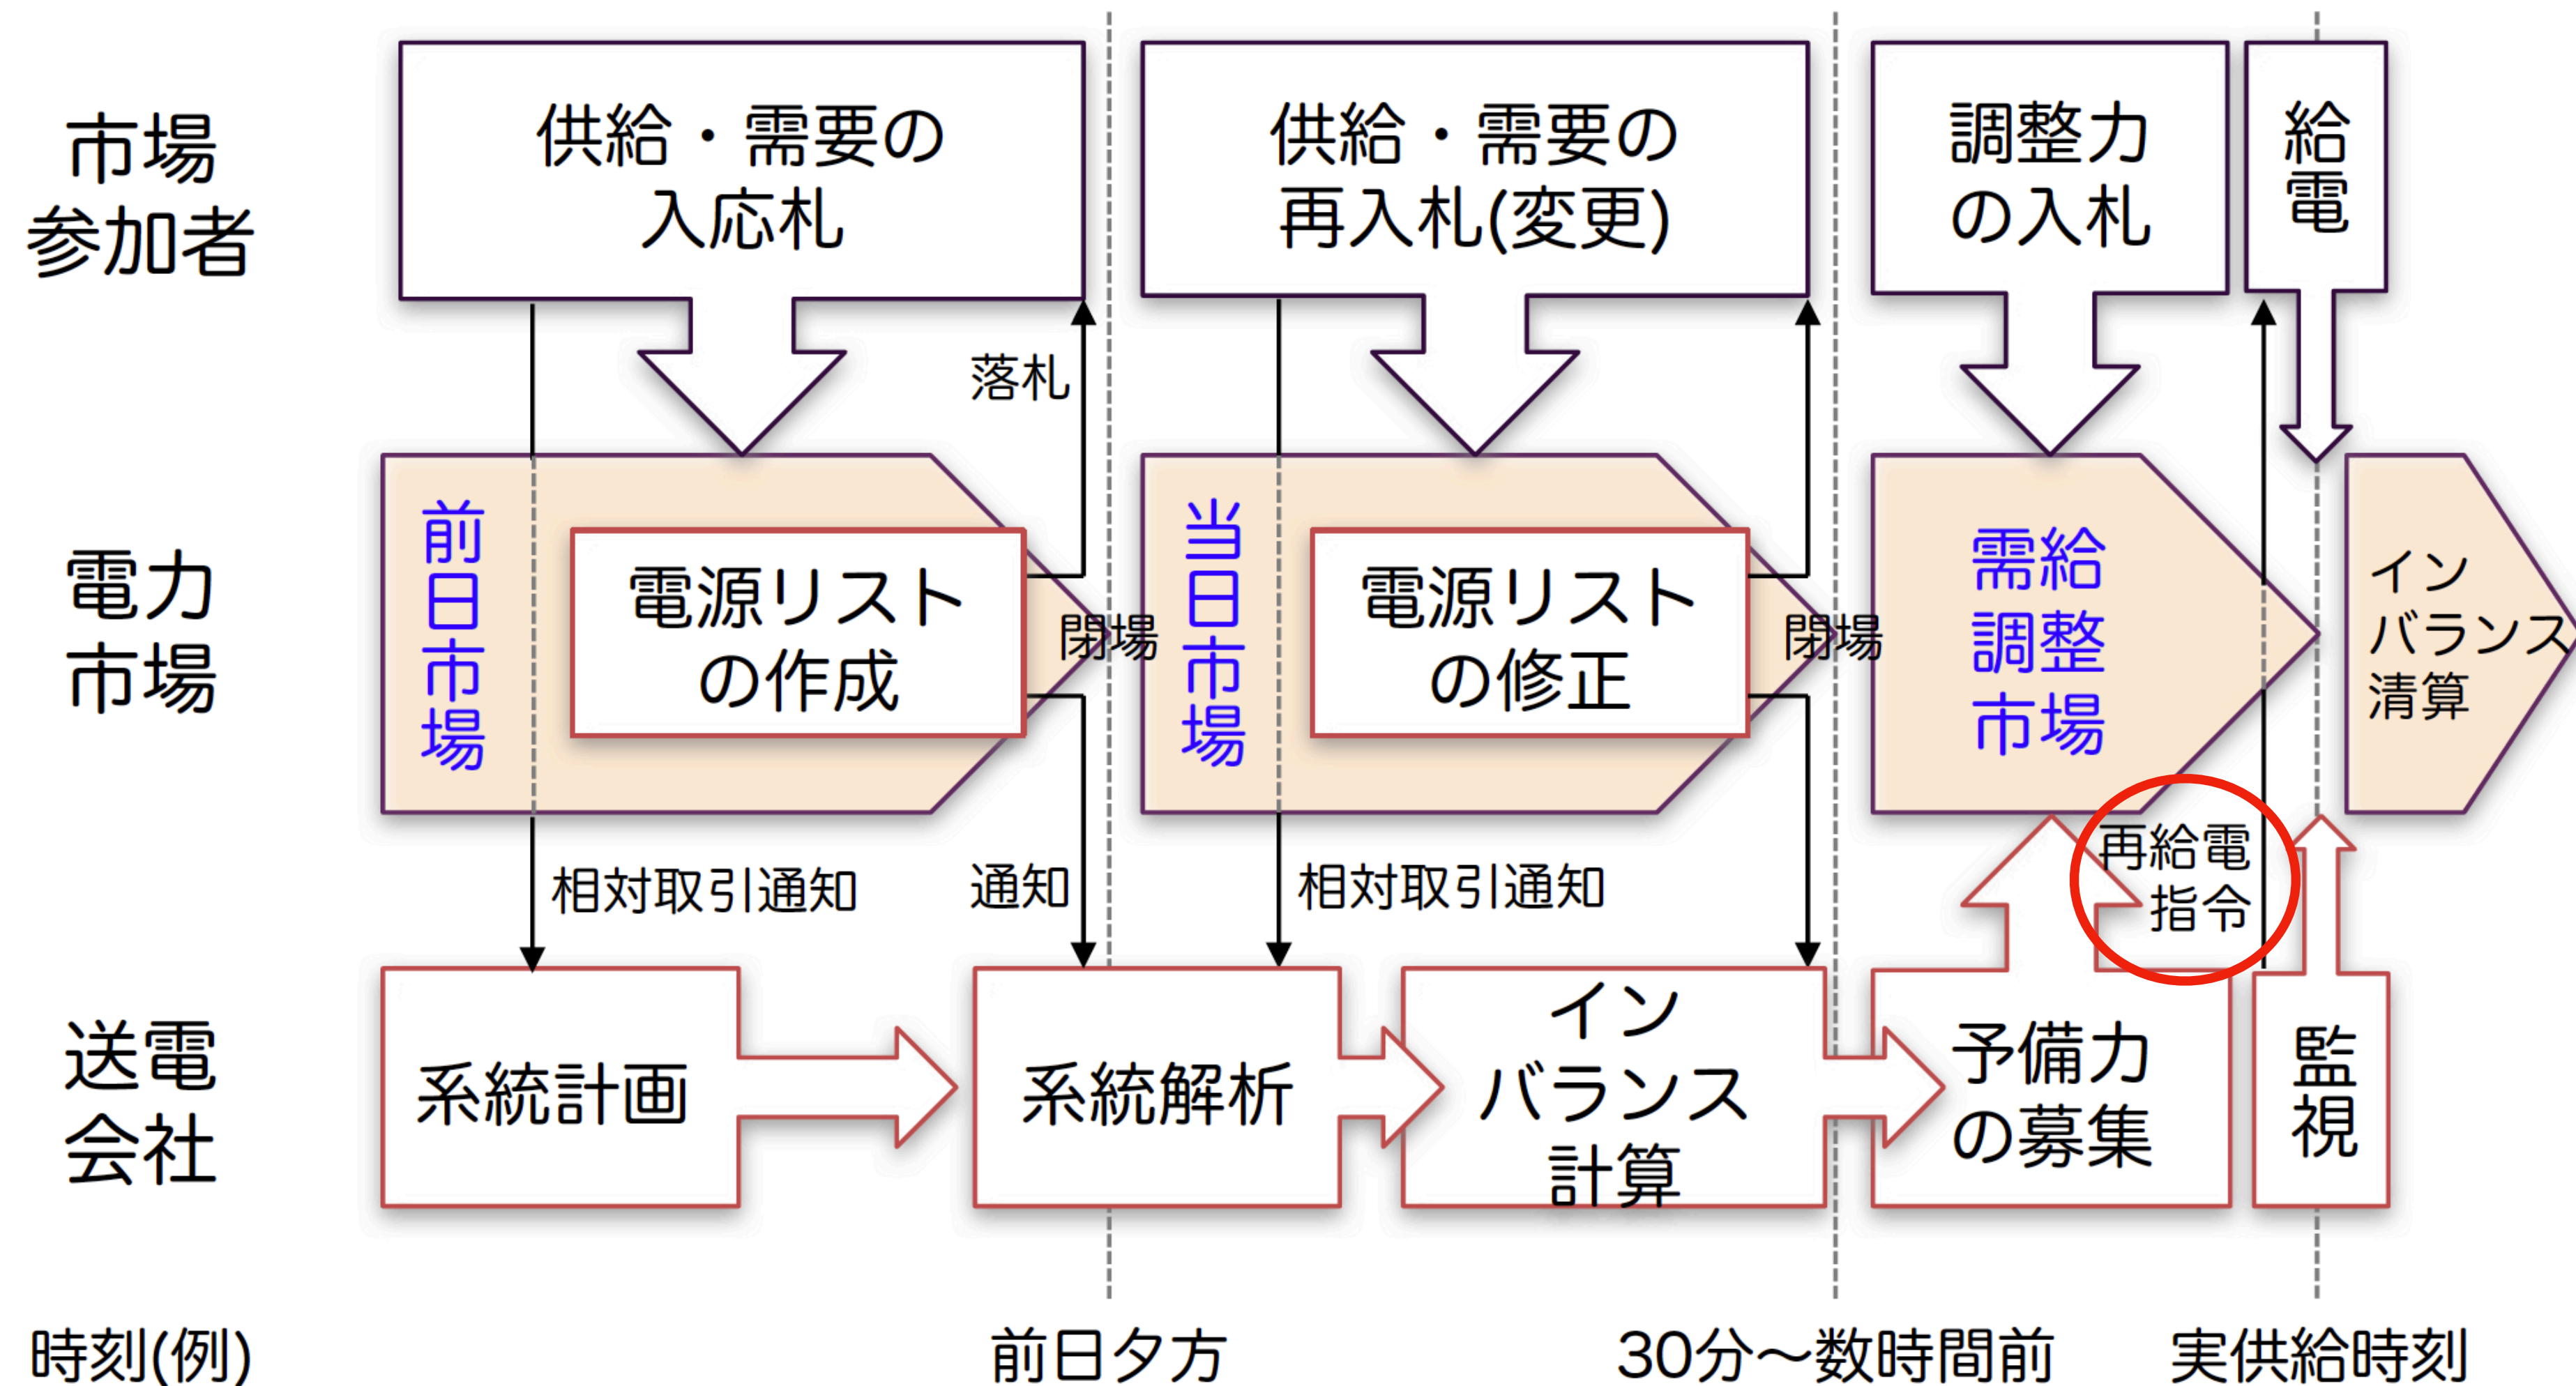 市場
参加者
供給・需要の
入応札
供給・需要の
再入札(変更)
調整力
の入札
給電
落札
電力
市場
前日市場
電源リスト
の作成
閉場
当日市場
電源リスト
の修正
閉場
需給
調整
市場
イン
バランス
清算
相対取引通知
通知
相対取引通知
再給電
指令
送電
会社
系統計画
系統解析
イン
バランス
計算
予備力
の募集
監視
時刻(例)
前日夕方
30分〜数時間前
実供給時刻